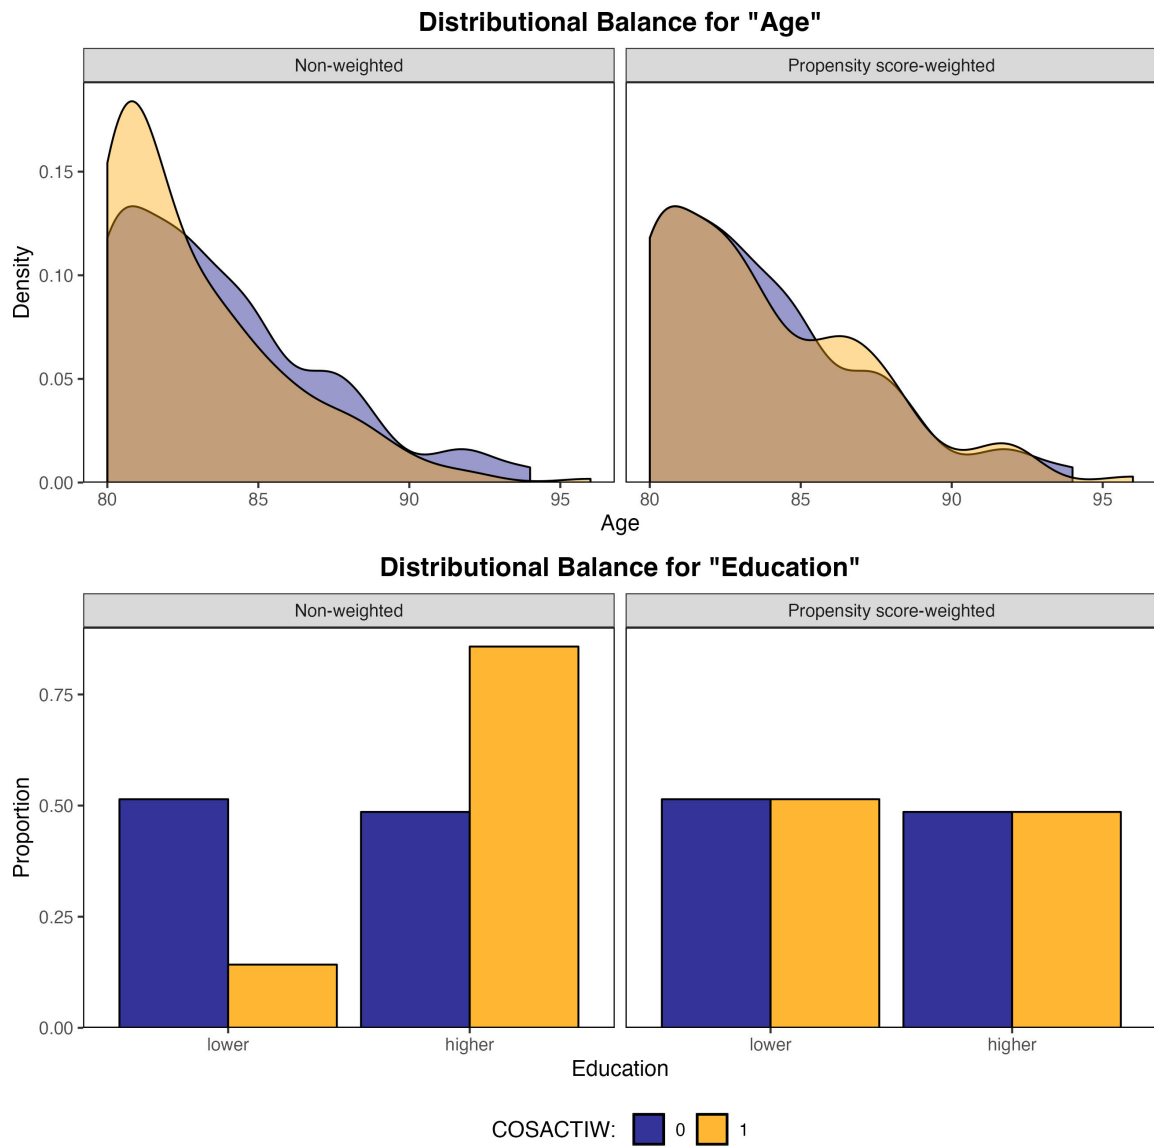 Distributional Balance for "Age"
Non-weighted
Propensity score-weighted
Density
0.15
0.10
0.05
0.00
80 85 90 95
80 85 90 95
Age
Distributional Balance for "Education"
Non-weighted
Propensity score-weighted
Proportion
0.75
0.50
0.25
0.00
lower higher
lower higher
Education
COSACTIW: 0 1